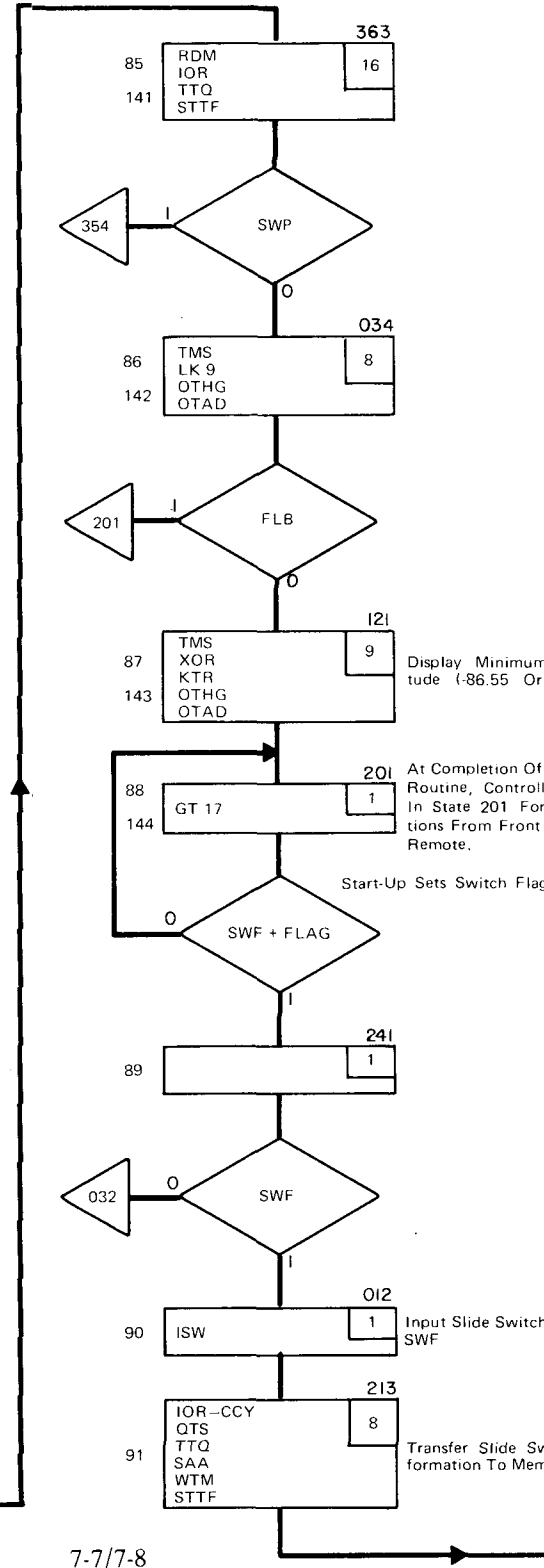 363
85
141
RDM
IOR
TTQ
STTF
16
SWP
1
354
0
034
86
142
TMS
LK 9
OTHG
OTAD
8
FLB
1
201
0
121
87
143
TMS
XOR
KTR
OTHG
OTAD
9
Display Minimum
tude (-86.55 Or
201
88
144
GT 17
1
At Completion Of
Routine, Controll
In State 201 For
tions From Front
Remote.
Start-Up Sets Switch Flag
0
SWF + FLAG
1
241
89
1
0
032
SWF
1
012
90
ISW
1
Input Slide Switch
SWF
213
91
IOR-CCY
QTS
TTQ
SAA
WTM
STTF
8
Transfer Slide Sw
formation To Mem
7-7/7-8